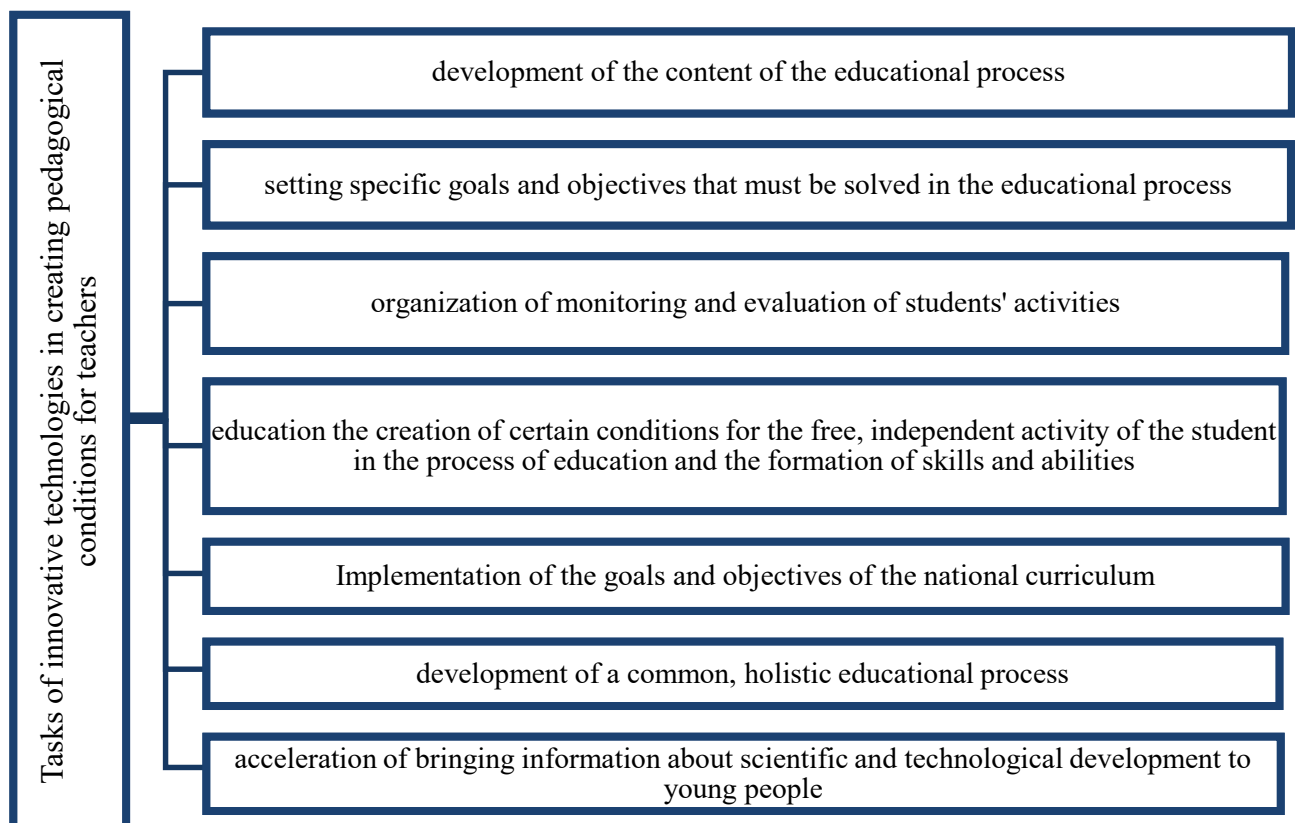 Tasks of innovative technologies in creating pedagogical
conditions for teachers
development of the content of the educational process
setting specific goals and objectives that must be solved in the educational process
organization of monitoring and evaluation of students' activities
education the creation of certain conditions for the free, independent activity of the student
in the process of education and the formation of skills and abilities
Implementation of the goals and objectives of the national curriculum
development of a common, holistic educational process
acceleration of bringing information about scientific and technological development to
young people